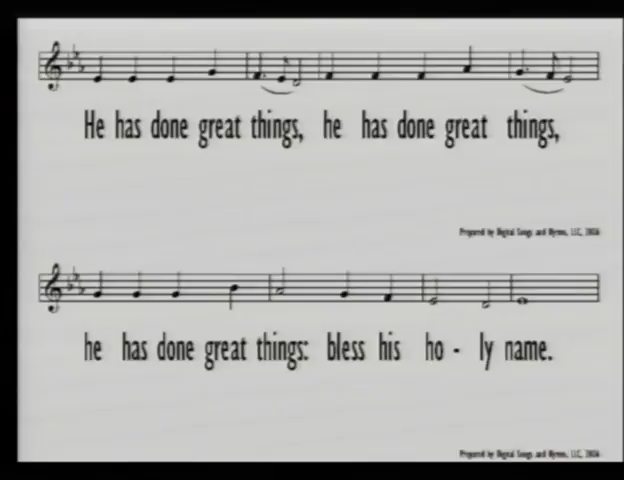 He has done great things, he has done great things,
Prepared by Digital Songs and Hymns, LLC, 2006
he has done great things: bless his ho - ly name.
Prepared by Digital Songs and Hymns, LLC, 2006